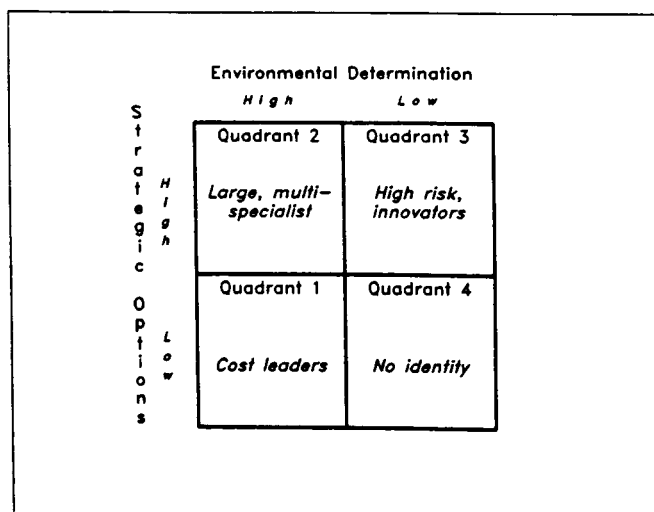 Environmental Determination
High Low
Strategic Options
High
Quadrant 2 Quadrant 3
Large, multi-
specialist
High risk,
innovators
Low
Quadrant 1 Quadrant 4
Cost leaders No identity